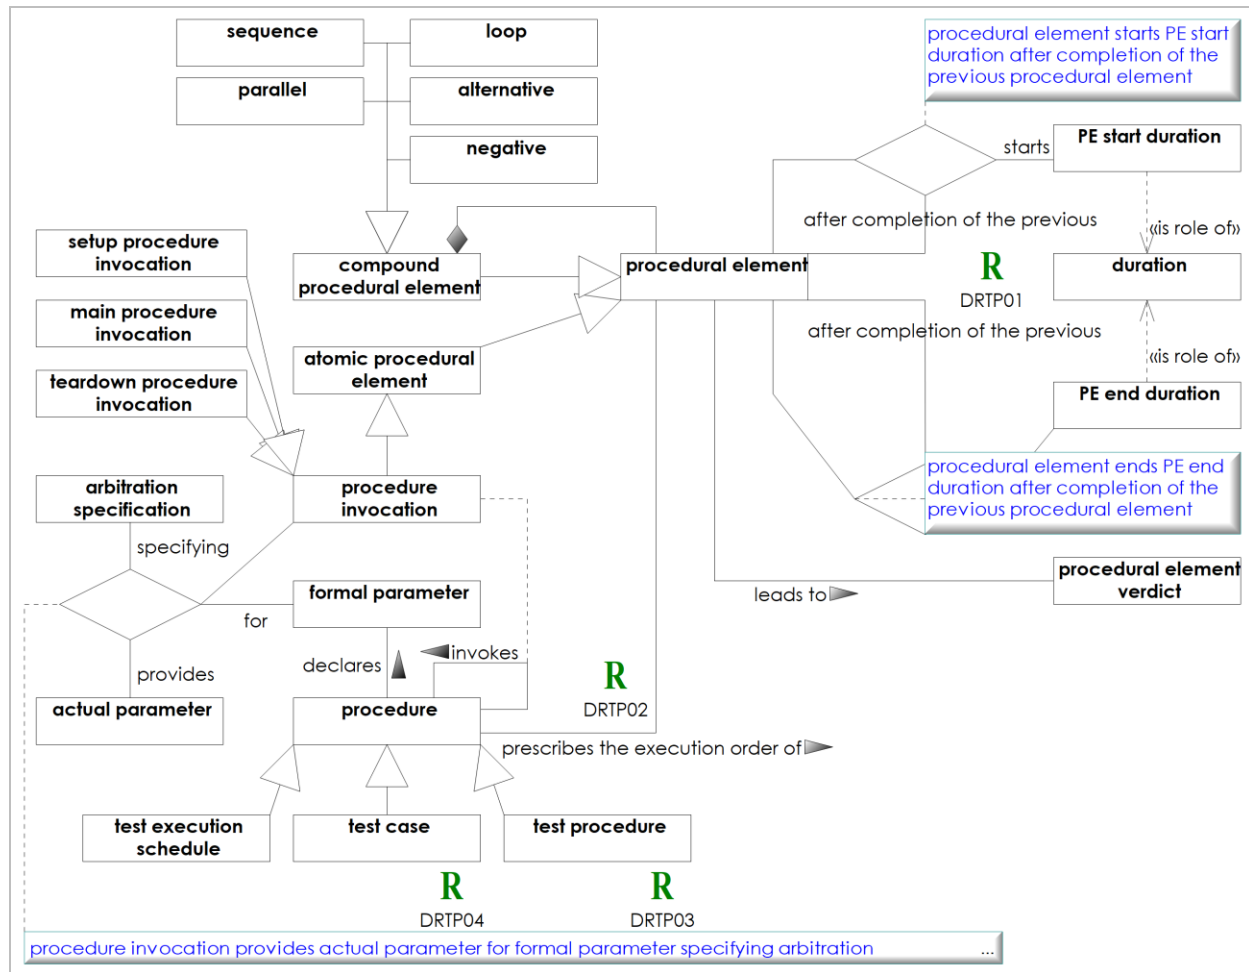 sequence
loop
procedural element starts PE start
duration after completion of the
previous procedural element
parallel
alternative
negative
starts
PE start duration
after completion of the previous
«is role of»
setup procedure
invocation
compound
procedural element
procedural element
R
DRTP01
duration
main procedure
invocation
after completion of the previous
«is role of»
atomic procedural
element
teardown procedure
invocation
PE end duration
procedural element ends PE end
duration after completion of the
previous procedural element
arbitration
specification
procedure
invocation
specifying
formal parameter
procedural element
verdict
leads to
for
declares
invokes
provides
R
DRTP02
actual parameter
procedure
prescribes the execution order of
test execution
schedule
test case
test procedure
R
DRTP04
R
DRTP03
procedure invocation provides actual parameter for formal parameter specifying arbitration ...